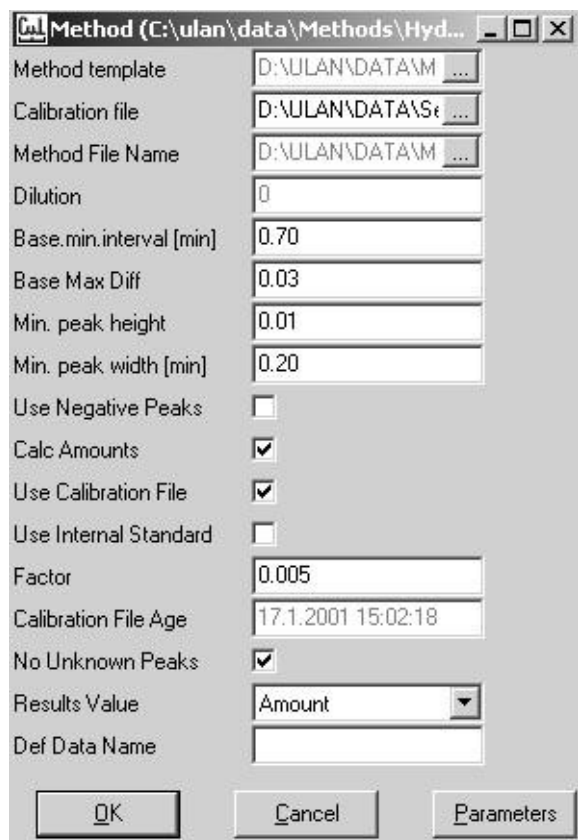 CuL Method (C:\ulan\data\Methods\Hyd...
Method template D:\ULAN\DATA\M ...
Calibration file D:\ULAN\DATA\Se ...
Method File Name D:\ULAN\DATA\M ...
Dilution 0
Base.min.interval [min] 0.70
Base Max Diff 0.03
Min. peak height 0.01
Min. peak width [min] 0.20
Use Negative Peaks
Calc Amounts
Use Calibration File
Use Internal Standard
Factor 0.005
Calibration File Age 17.1.2001 15:02:18
No Unknown Peaks
Results Value Amount
Def Data Name
OK Cancel Parameters